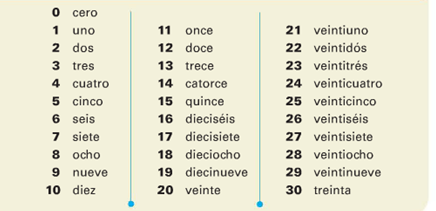 0 cero
1 uno
2 dos
3 tres
4 cuatro
5 cinco
6 seis
7 siete
8 ocho
9 nueve
10 diez
11 once
12 doce
13 trece
14 catorce
15 quince
16 dieciséis
17 diecisiete
18 dieciocho
19 diecinueve
20 veinte
21 veintiuno
22 veintidós
23 veintitrés
24 veinticuatro
25 veinticinco
26 veintiséis
27 veintisiete
28 veintiocho
29 veintinueve
30 treinta